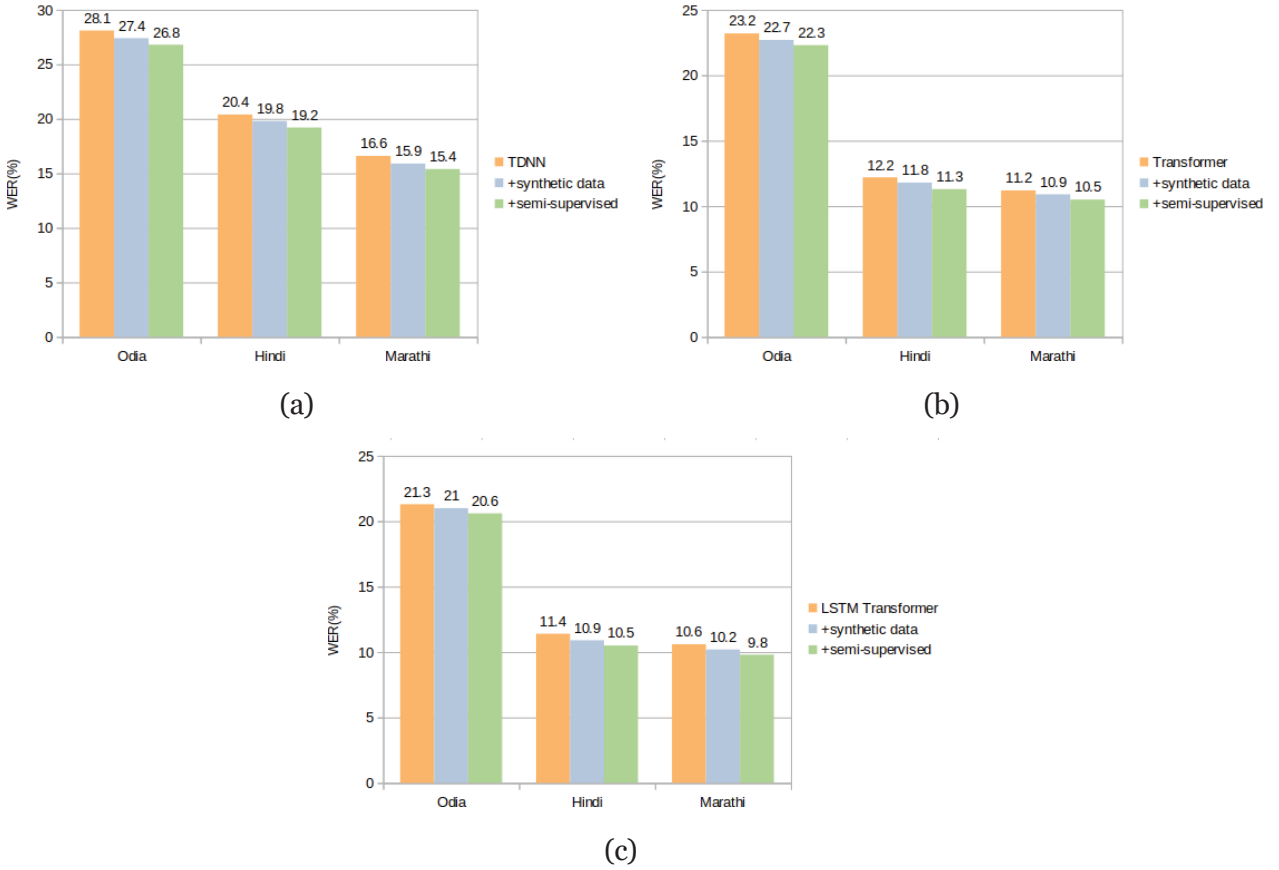 30
25
20
15
10
5
0
WER(%)
28.1 27.4 26.8
20.4 19.8 19.2
16.6 15.9 15.4
Odia Hindi Marathi
TDNN
+synthetic data
+semi-supervised
(a)
25
20
15
10
5
0
WER(%)
23.2 22.7 22.3
12.2 11.8 11.3
11.2 10.9 10.5
Odia Hindi Marathi
Transformer
+synthetic data
+semi-supervised
(b)
25
20
15
10
5
0
WER(%)
21.3 21 20.6
11.4 10.9 10.5
10.6 10.2 9.8
Odia Hindi Marathi
LSTM Transformer
+synthetic data
+semi-supervised
(c)